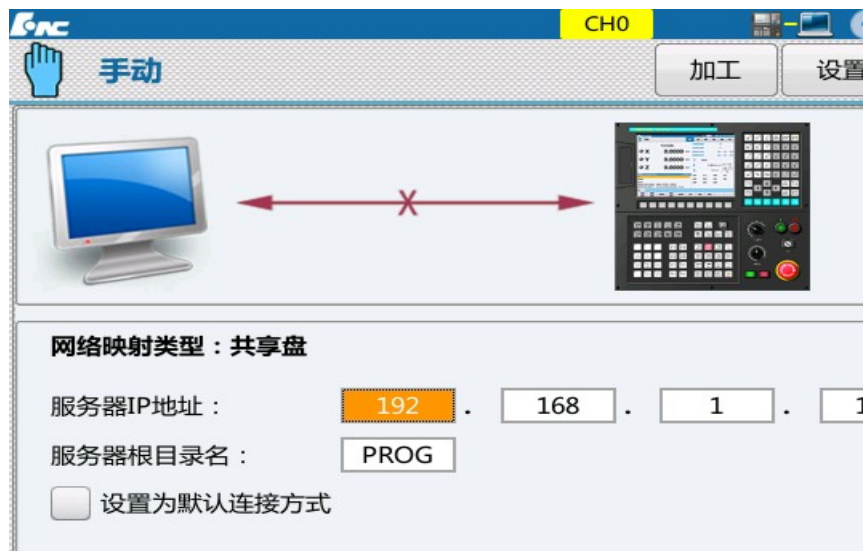 HNC
CH0
手动
加工 设置
X
网络映射类型：共享盘
服务器IP地址： 192 . 168 . 1 . 1
服务器根目录名： PROG
设置为默认连接方式